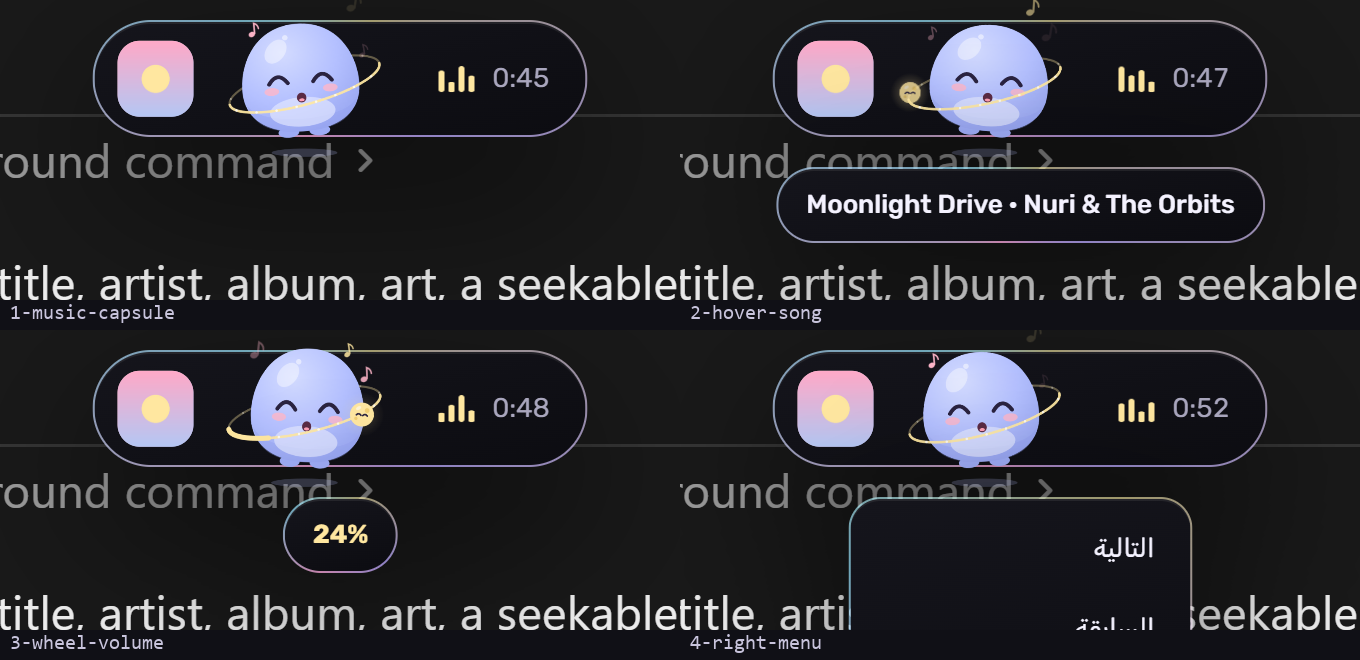 0:45
round command >
title, artist, album, art, a seekable
1-music-capsule
0:47
round command >
Moonlight Drive • Nuri & The Orbits
title, artist, album, art, a seekable
2-hover-song
0:48
round command >
24%
title, artist, album, art, a seekable
3-wheel-volume
0:52
round command >
التالية
السابقة
title, arti
seekable
4-right-menu